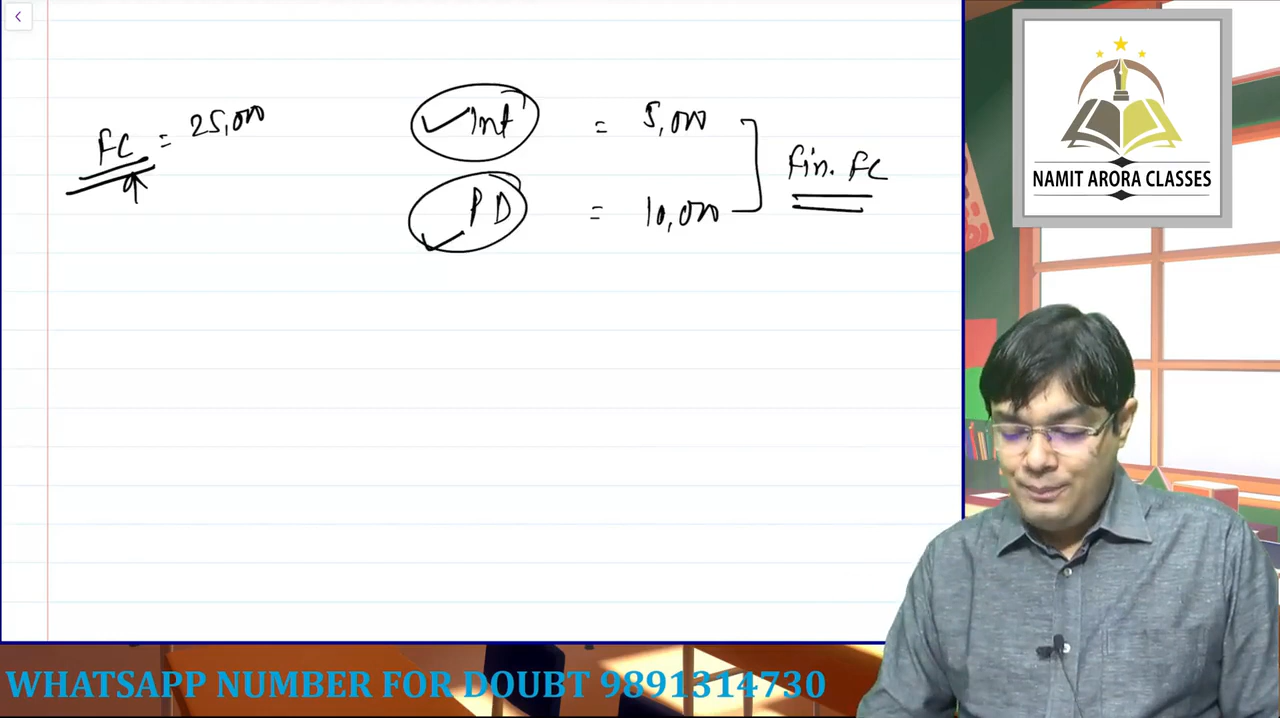 FC = 25,000
Int = 5,000
PD = 10,000
Fin. FC
NAMIT ARORA CLASSES
WHATSAPP NUMBER FOR DOUBT 9891314730